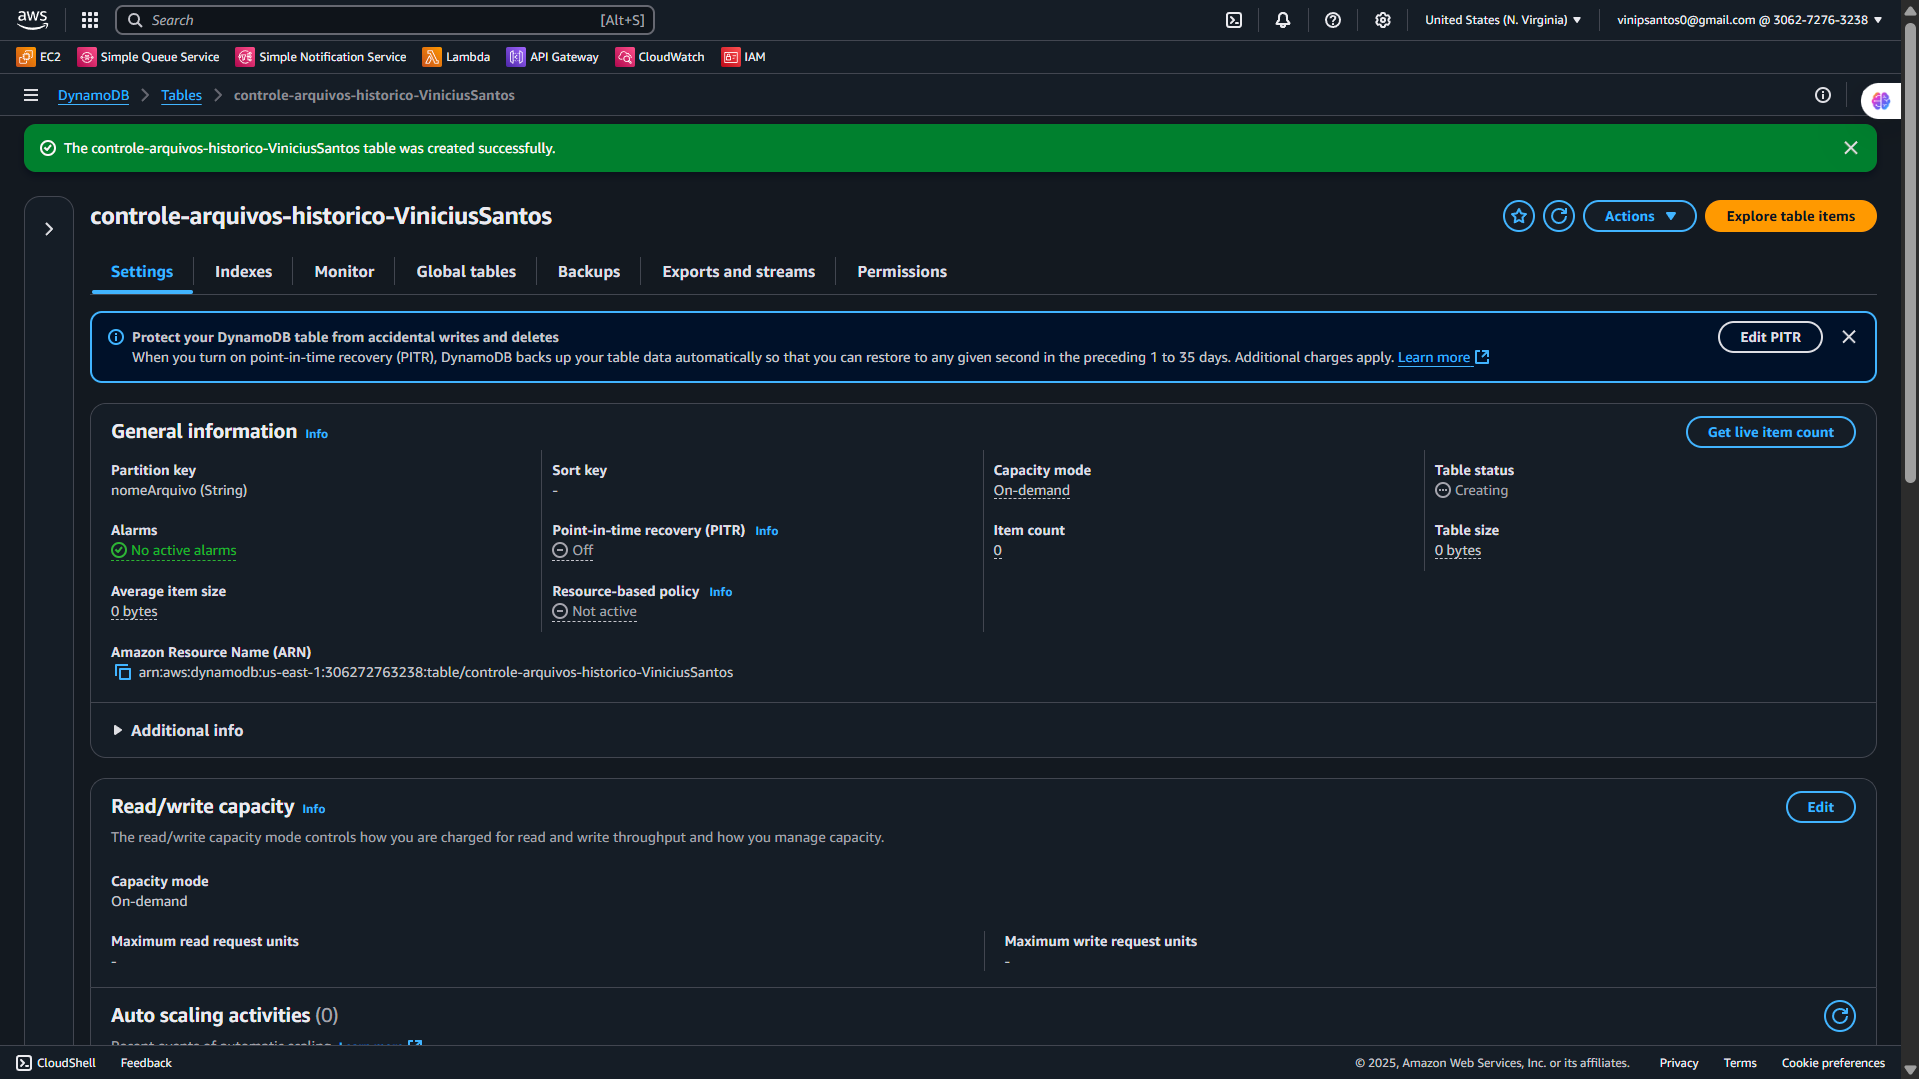 aws
Search [Alt+S]
United States (N. Virginia)
vinipsantos0@gmail.com @ 3062-7276-3238
EC2
Simple Queue Service
Simple Notification Service
Lambda
API Gateway
CloudWatch
IAM
DynamoDB
Tables
controle-arquivos-historico-ViniciusSantos
The controle-arquivos-historico-ViniciusSantos table was created successfully.
controle-arquivos-historico-ViniciusSantos
Actions
Explore table items
Settings
Indexes
Monitor
Global tables
Backups
Exports and streams
Permissions
Protect your DynamoDB table from accidental writes and deletes
When you turn on point-in-time recovery (PITR), DynamoDB backs up your table data automatically so that you can restore to any given second in the preceding 1 to 35 days. Additional charges apply. Learn more
Edit PITR
General information Info
Get live item count
Partition key
nomeArquivo (String)
Sort key
-
Capacity mode
On-demand
Table status
Creating
Alarms
No active alarms
Point-in-time recovery (PITR) Info
Off
Item count
0
Table size
0 bytes
Average item size
0 bytes
Resource-based policy Info
Not active
Amazon Resource Name (ARN)
arn:aws:dynamodb:us-east-1:306272763238:table/controle-arquivos-historico-ViniciusSantos
Additional info
Read/write capacity Info
Edit
The read/write capacity mode controls how you are charged for read and write throughput and how you manage capacity.
Capacity mode
On-demand
Maximum read request units
-
Maximum write request units
-
Auto scaling activities (0)
Recent events of automatic scaling. Learn more
CloudShell
Feedback
© 2025, Amazon Web Services, Inc. or its affiliates.
Privacy
Terms
Cookie preferences